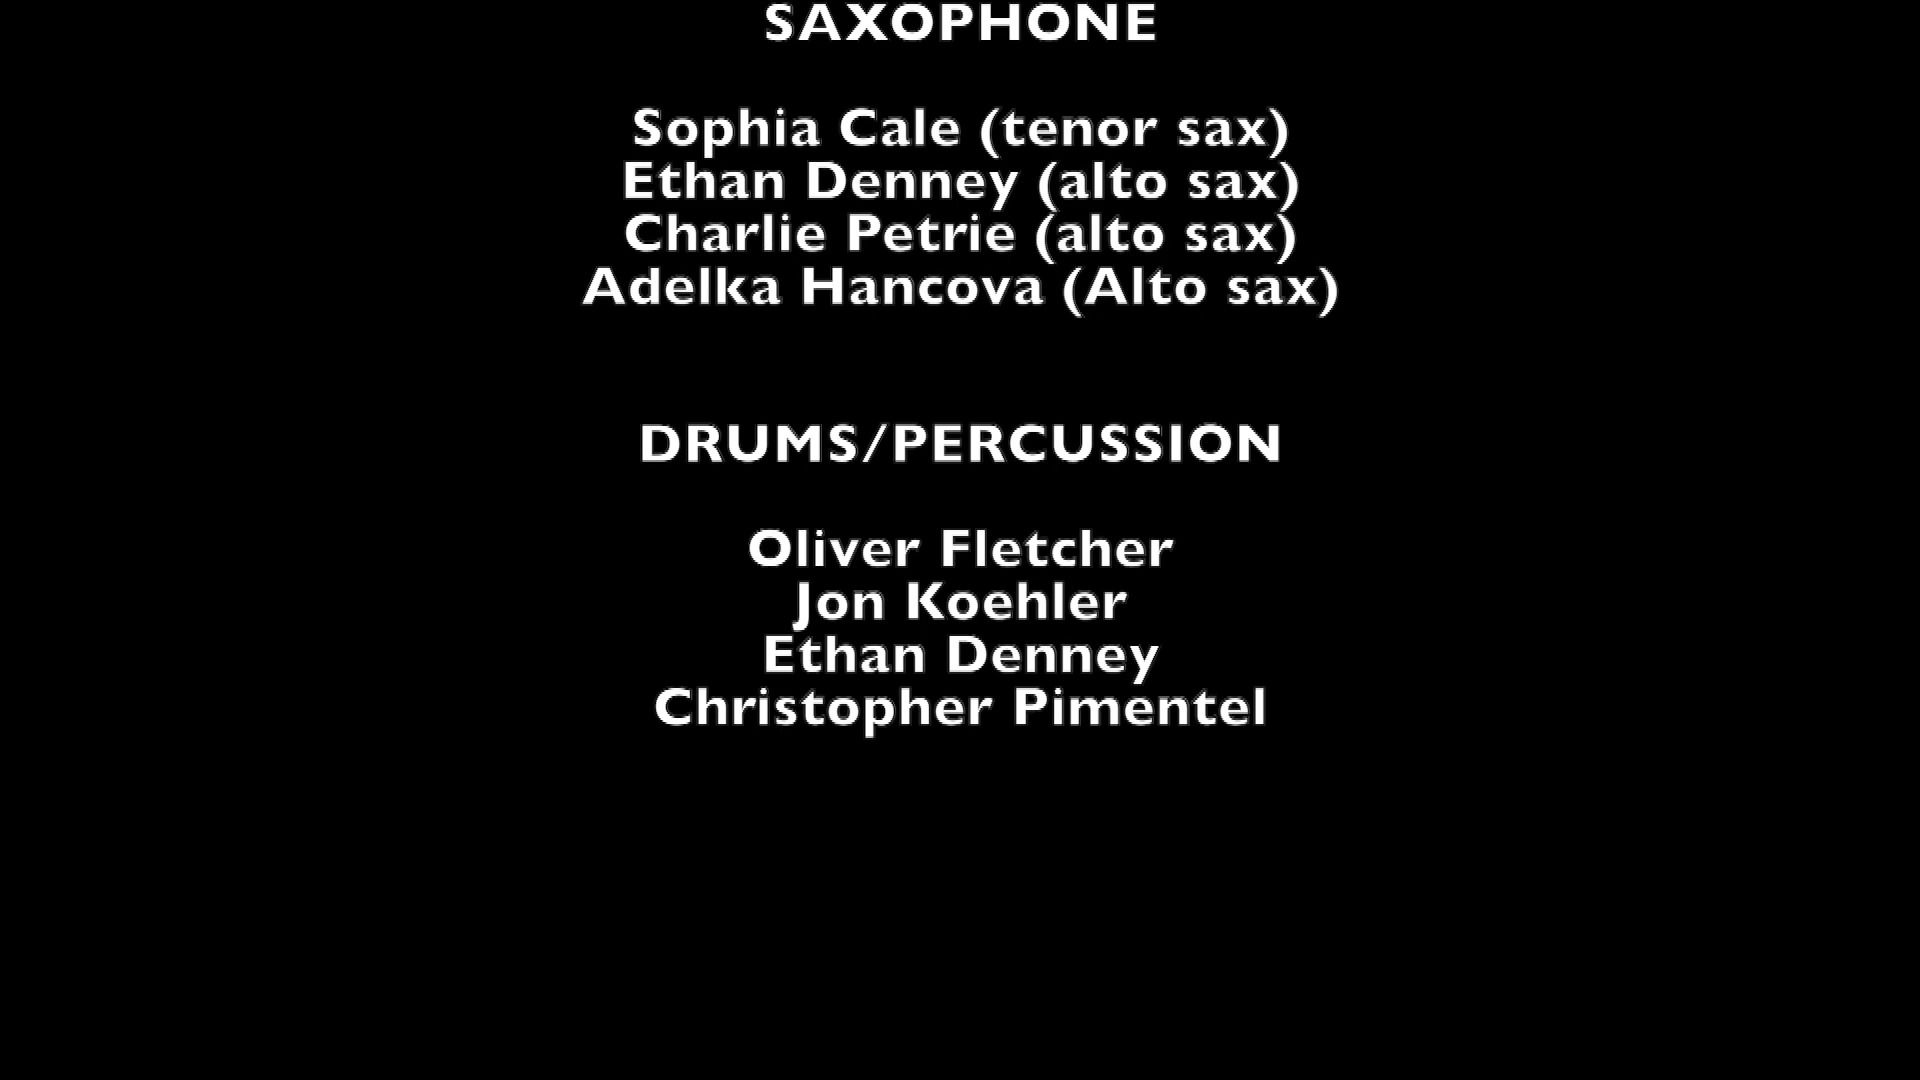 SAXOPHONE
Sophia Cale (tenor sax)
Ethan Denney (alto sax)
Charlie Petrie (alto sax)
Adelka Hancova (Alto sax)
DRUMS/PERCUSSION
Oliver Fletcher
Jon Koehler
Ethan Denney
Christopher Pimentel